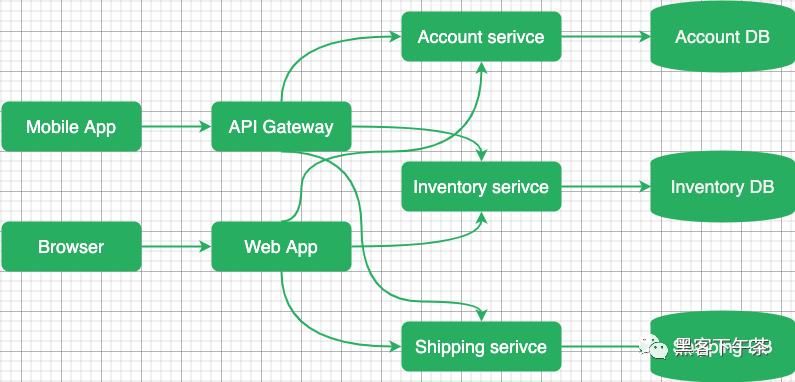 Account serivce
Account DB
Mobile App
API Gateway
Inventory serivce
Inventory DB
Browser
Web App
Shipping serivce
黑客下午茶